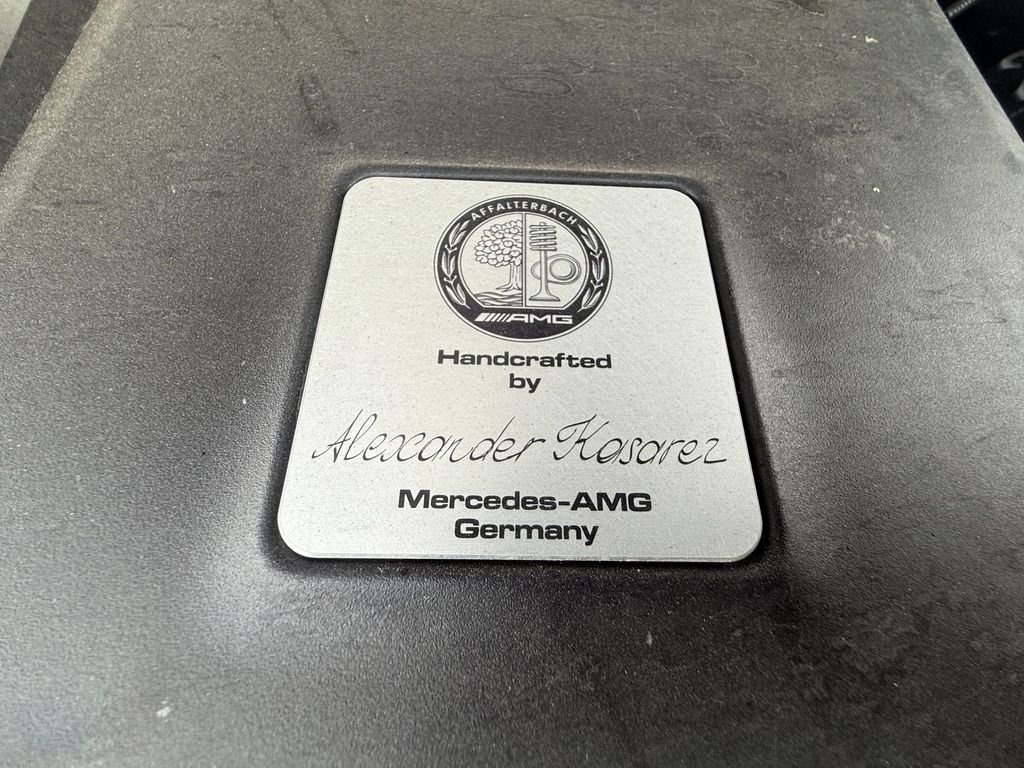 AFFALTERBACH
AMG
Handcrafted
by
Alexander Kasarez
Mercedes-AMG
Germany